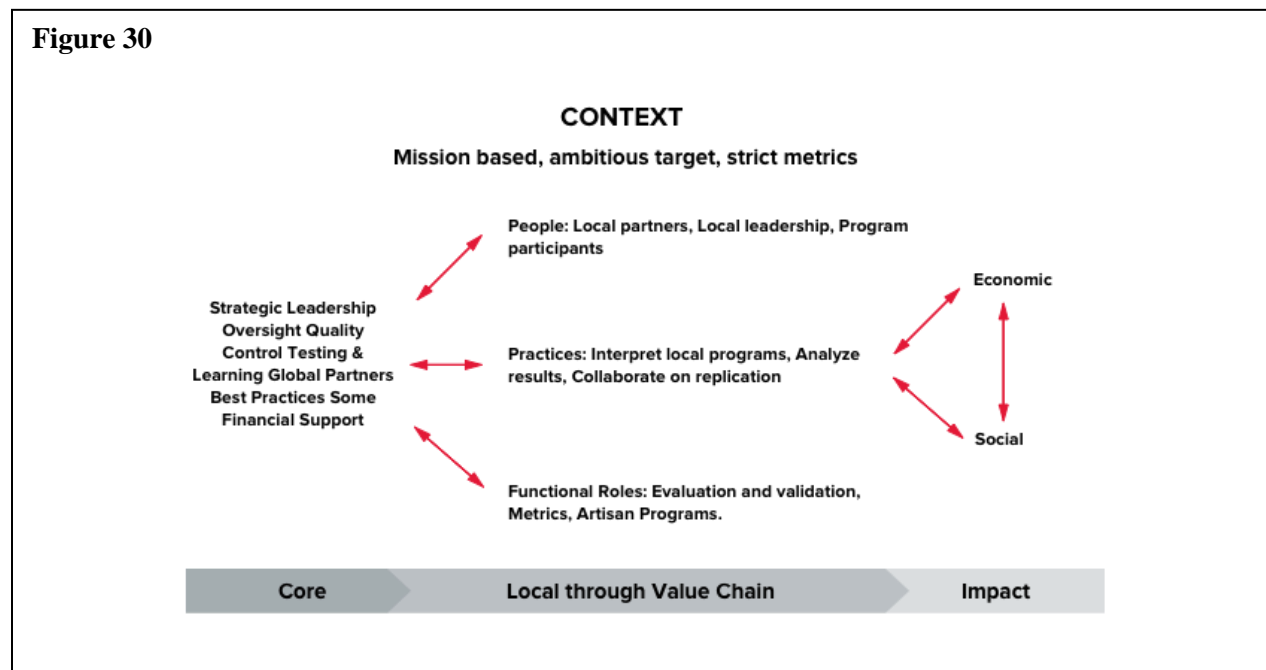 Figure 30
CONTEXT
Mission based, ambitious target, strict metrics
People: Local partners, Local leadership, Program
participants
Strategic Leadership
Oversight Quality
Control Testing &
Learning Global Partners
Best Practices Some
Financial Support
Practices: Interpret local programs, Analyze
results, Collaborate on replication
Functional Roles: Evaluation and validation,
Metrics, Artisan Programs.
Economic
Social
Core
Local through Value Chain
Impact